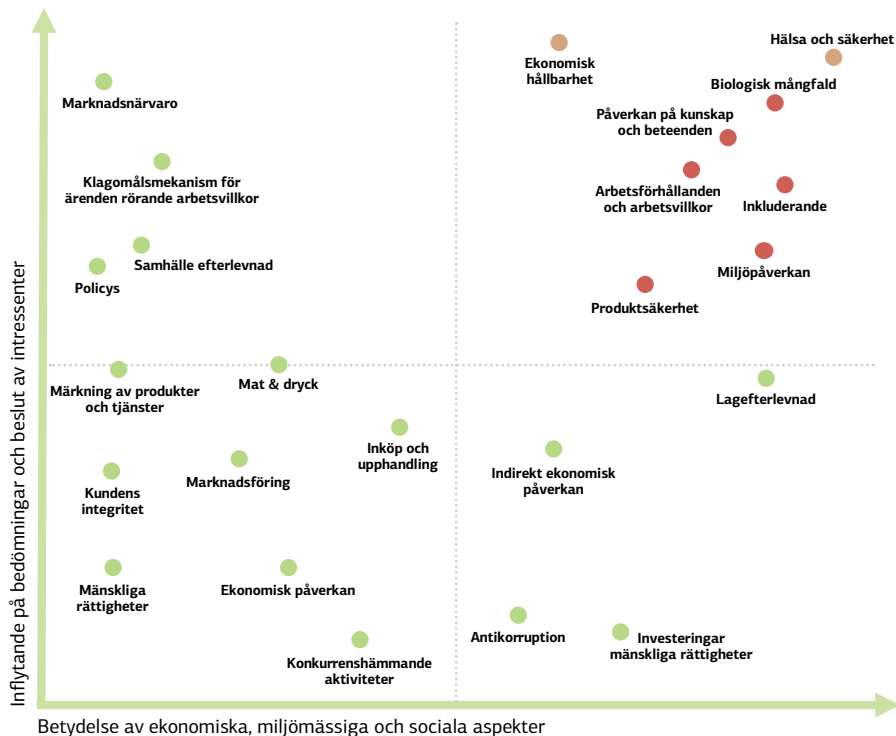 Hälsa och säkerhet
Ekonomisk
hållbarhet
Biologisk mångfald
Marknadsnärvaro
Påverkan på kunskap
och beteenden
Klagomålsmekanism för
ärenden rörande arbetsvillkor
Arbetsförhållanden
och arbetsvillkor
Inkluderande
Samhälle efterlevnad
Policys
Miljöpåverkan
Produktsäkerhet
Märkning av produkter
och tjänster
Mat & dryck
Lagefterlevnad
Inköp och
upphandling
Marknadsföring
Indirekt ekonomisk
påverkan
Kundens
integritet
Mänskliga
rättigheter
Ekonomisk påverkan
Antikorruption
Investeringar
mänskliga rättigheter
Konkurrenshämmande
aktiviteter
Inflytande på bedömningar och beslut av intressenter
Betydelse av ekonomiska, miljömässiga och sociala aspekter